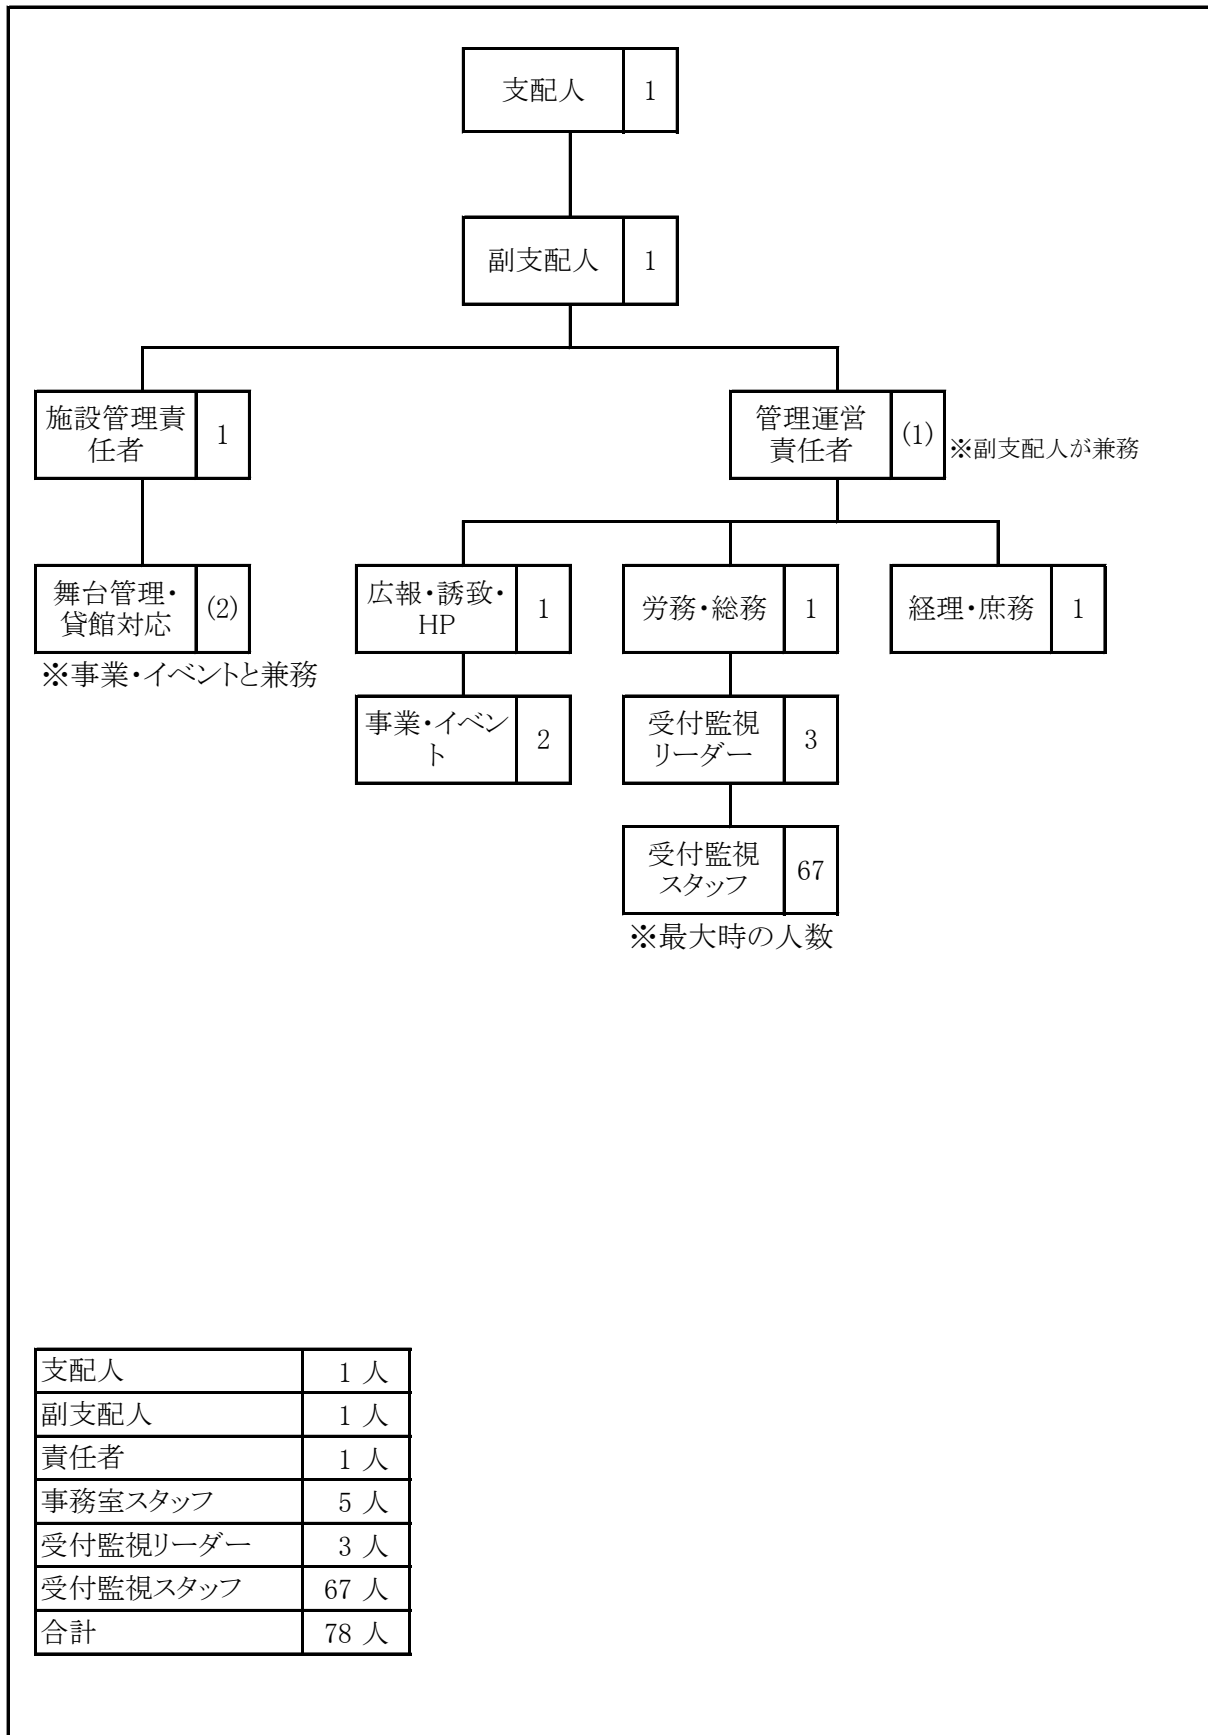 支配人 1
副支配人 1
施設管理責
任者 1
管理運営
責任者 (1)
※副支配人が兼務
舞台管理・
貸館対応 (2)
※事業・イベントと兼務
広報・誘致・
HP 1
労務・総務 1
経理・庶務 1
事業・イベン
ト 2
受付監視
リーダー 3
受付監視
スタッフ 67
※最大時の人数
支配人 1 人
副支配人 1 人
責任者 1 人
事務室スタッフ 5 人
受付監視リーダー 3 人
受付監視スタッフ 67 人
合計 78 人